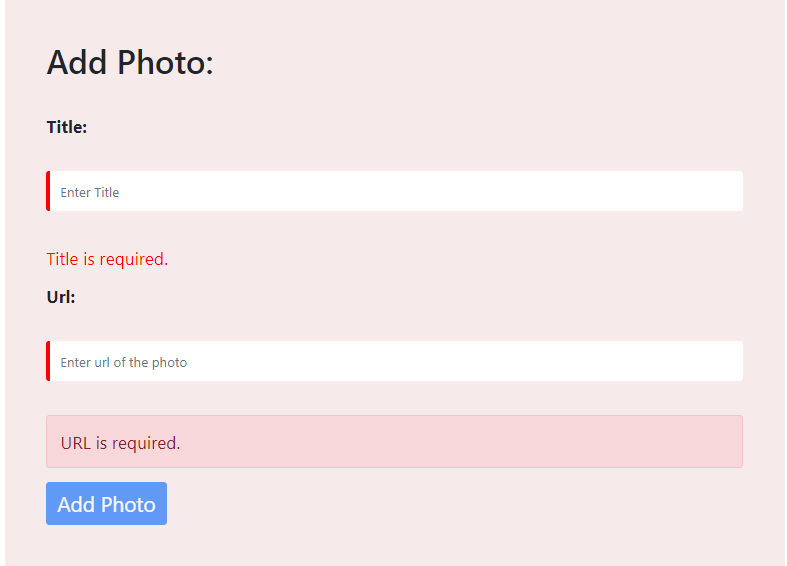 Add Photo:
Title:
Enter Title
Title is required.
Url:
Enter url of the photo
URL is required.
Add Photo